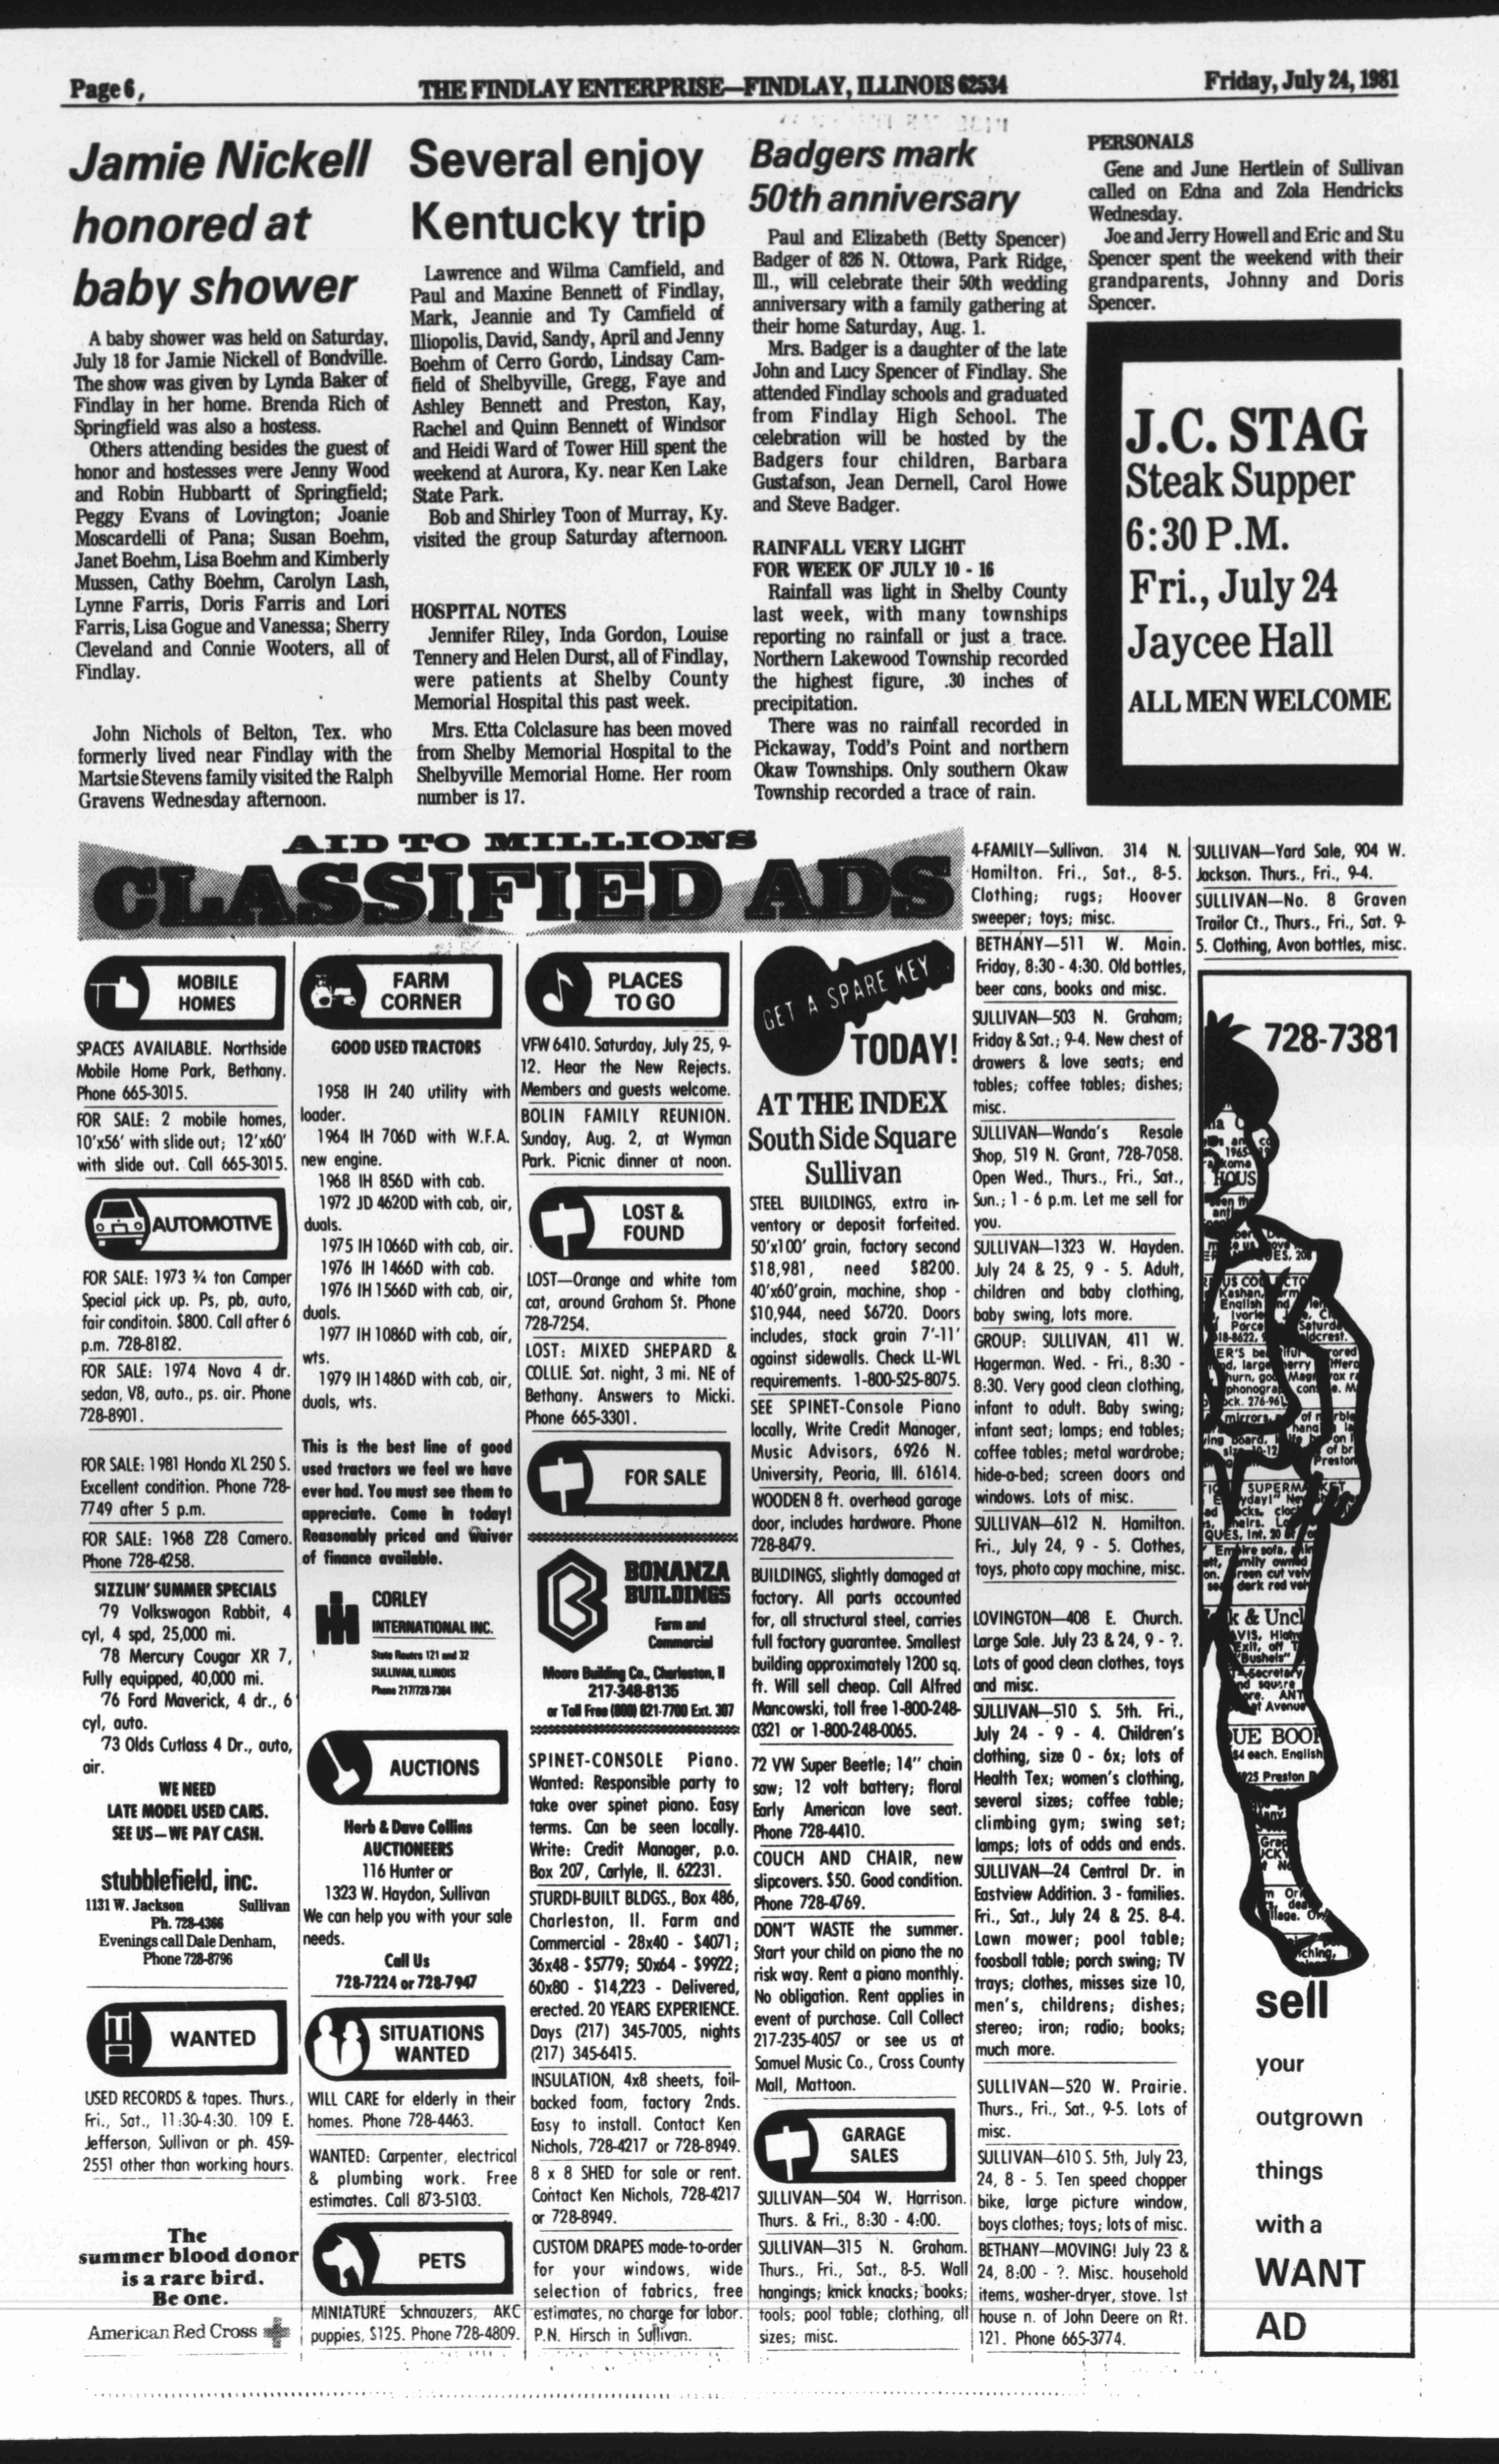 Page 6,
THE FINDLAY ENTERPRISE—FINDLAY, ILLINOIS 62534
Friday, July 24, 1981
Jamie Nickell
honored at
baby shower
A baby shower was held on Saturday,
July 18 for Jamie Nickell of Bondville.
The show was given by Lynda Baker of
Findlay in her home. Brenda Rich of
Springfield was also a hostess.
Others attending besides the guest of
honor and hostesses were Jenny Wood
and Robin Hubbartt of Springfield;
Peggy Evans of Lovington; Joanie
Moscardelli of Pana; Susan Boehm,
Janet Boehm, Lisa Boehm and Kimberly
Mussen, Cathy Boehm, Carolyn Lash,
Lynne Farris, Doris Farris and Lori
Farris, Lisa Gogue and Vanessa; Sherry
Cleveland and Connie Wooters, all of
Findlay.
John Nichols of Belton, Tex. who
formerly lived near Findlay with the
Martsie Stevens family visited the Ralph
Gravens Wednesday afternoon.
Several enjoy
Kentucky trip
Lawrence and Wilma Camfield, and
Paul and Maxine Bennett of Findlay,
Mark, Jeannie and Ty Camfield of
Illiopolis, David, Sandy, April and Jenny
Boehm of Cerro Gordo, Lindsay Cam-
field of Shelbyville, Gregg, Faye and
Ashley Bennett and Preston, Kay,
Rachel and Quinn Bennett of Windsor
and Heidi Ward of Tower Hill spent the
weekend at Aurora, Ky. near Ken Lake
State Park.
Bob and Shirley Toon of Murray, Ky.
visited the group Saturday afternoon.
HOSPITAL NOTES
Jennifer Riley, Inda Gordon, Louise
Tennery and Helen Durst, all of Findlay,
were patients at Shelby County
Memorial Hospital this past week.
Mrs. Etta Colclasure has been moved
from Shelby Memorial Hospital to the
Shelbyville Memorial Home. Her room
number is 17.
Badgers mark
50th anniversary
Paul and Elizabeth (Betty Spencer)
Badger of 826 N. Ottowa, Park Ridge,
Ill., will celebrate their 50th wedding
anniversary with a family gathering at
their home Saturday, Aug. 1.
Mrs. Badger is a daughter of the late
John and Lucy Spencer of Findlay. She
attended Findlay schools and graduated
from Findlay High School. The
celebration will be hosted by the
Badgers four children, Barbara
Gustafson, Jean Dernell, Carol Howe
and Steve Badger.
RAINFALL VERY LIGHT
FOR WEEK OF JULY 10 - 16
Rainfall was light in Shelby County
last week, with many townships
reporting no rainfall or just a trace.
Northern Lakewood Township recorded
the highest figure, .30 inches of
precipitation.
There was no rainfall recorded in
Pickaway, Todd's Point and northern
Okaw Townships. Only southern Okaw
Township recorded a trace of rain.
PERSONALS
Gene and June Hertlein of Sullivan
called on Edna and Zola Hendricks
Wednesday.
Joe and Jerry Howell and Eric and Stu
Spencer spent the weekend with their
grandparents, Johnny and Doris
Spencer.
J.C. STAG
Steak Supper
6:30 P.M.
Fri., July 24
Jaycee Hall
ALL MEN WELCOME
AID TO MILLIONS
CLASSIFIED ADS
MOBILE
HOMES
SPACES AVAILABLE. Northside
Mobile Home Park, Bethany.
Phone 665-3015.
FOR SALE: 2 mobile homes,
10'x56' with slide out; 12'x60'
with slide out. Call 665-3015.
AUTOMOTIVE
FOR SALE: 1973 ¾ ton Camper
Special pick up. Ps, pb, auto,
fair conditoin. $800. Call after 6
p.m. 728-8182.
FOR SALE: 1974 Nova 4 dr.
sedan, V8, auto., ps. air. Phone
728-8901.
FOR SALE: 1981 Honda XL 250 S.
Excellent condition. Phone 728-
7749 after 5 p.m.
FOR SALE: 1968 Z28 Camero.
Phone 728-4258.
SIZZLIN' SUMMER SPECIALS
'79 Volkswagon Rabbit, 4
cyl, 4 spd, 25,000 mi.
'78 Mercury Cougar XR 7,
Fully equipped, 40,000 mi.
'76 Ford Maverick, 4 dr., 6
cyl, auto.
'73 Olds Cutlass 4 Dr., auto,
air.
WE NEED
LATE MODEL USED CARS.
SEE US—WE PAY CASH.
stubblefield, inc.
1131 W. Jackson Sullivan
Ph. 728-4366
Evenings call Dale Denham,
Phone 728-8796
WANTED
USED RECORDS & tapes. Thurs.,
Fri., Sat., 11:30-4:30. 109 E.
Jefferson, Sullivan or ph. 459-
2551 other than working hours.
The
summer blood donor
is a rare bird.
Be one.
American Red Cross
FARM
CORNER
GOOD USED TRACTORS
1958 IH 240 utility with
loader.
1964 IH 706D with W.F.A.
new engine.
1968 IH 856D with cab.
1972 JD 4620D with cab, air,
duals.
1975 IH 1066D with cab, air.
1976 IH 1466D with cab.
1976 IH 1566D with cab, air,
duals.
1977 IH 1086D with cab, air,
wts.
1979 IH 1486D with cab, air,
duals, wts.
This is the best line of good
used tractors we feel we have
ever had. You must see them to
appreciate. Come in today!
Reasonably priced and Waiver
of finance available.
CORLEY
INTERNATIONAL INC.
State Routes 121 and 32
SULLIVAN, ILLINOIS
Phone 217/728-7384
AUCTIONS
Herb & Dave Collins
AUCTIONEERS
116 Hunter or
1323 W. Haydon, Sullivan
We can help you with your sale
needs.
Call Us
728-7224 or 728-7947
SITUATIONS
WANTED
WILL CARE for elderly in their
homes. Phone 728-4463.
WANTED: Carpenter, electrical
& plumbing work. Free
estimates. Call 873-5103.
PETS
MINIATURE Schnauzers, AKC
puppies, $125. Phone 728-4809.
PLACES
TO GO
VFW 6410. Saturday, July 25, 9-
12. Hear the New Rejects.
Members and guests welcome.
BOLIN FAMILY REUNION.
Sunday, Aug. 2, at Wyman
Park. Picnic dinner at noon.
LOST &
FOUND
LOST—Orange and white tom
cat, around Graham St. Phone
728-7254.
LOST: MIXED SHEPARD &
COLLIE. Sat. night, 3 mi. NE of
Bethany. Answers to Micki.
Phone 665-3301.
FOR SALE
BONANZA
BUILDINGS
Farm and
Commercial
Moore Building Co., Charleston, Il
217-348-8135
or Toll Free (800) 821-7700 Ext. 307
SPINET-CONSOLE Piano.
Wanted: Responsible party to
take over spinet piano. Easy
terms. Can be seen locally.
Write: Credit Manager, p.o.
Box 207, Carlyle, Il. 62231.
STURDI-BUILT BLDGS., Box 486,
Charleston, Il. Farm and
Commercial - 28x40 - $4071;
36x48 - $5779; 50x64 - $9922;
60x80 - $14,223 - Delivered,
erected. 20 YEARS EXPERIENCE.
Days (217) 345-7005, nights
(217) 345-6415.
INSULATION, 4x8 sheets, foil-
backed foam, factory 2nds.
Easy to install. Contact Ken
Nichols, 728-4217 or 728-8949.
8 x 8 SHED for sale or rent.
Contact Ken Nichols, 728-4217
or 728-8949.
CUSTOM DRAPES made-to-order
for your windows, wide
selection of fabrics, free
estimates, no charge for labor.
P.N. Hirsch in Sullivan.
GET A SPARE KEY
TODAY!
AT THE INDEX
South Side Square
Sullivan
STEEL BUILDINGS, extra in-
ventory or deposit forfeited.
50'x100' grain, factory second
$18,981, need $8200.
40'x60'grain, machine, shop -
$10,944, need $6720. Doors
includes, stack grain 7'-11'
against sidewalls. Check LL-WL
requirements. 1-800-525-8075.
SEE SPINET-Console Piano
locally, Write Credit Manager,
Music Advisors, 6926 N.
University, Peoria, Ill. 61614.
WOODEN 8 ft. overhead garage
door, includes hardware. Phone
728-8479.
BUILDINGS, slightly damaged at
factory. All parts accounted
for, all structural steel, carries
full factory guarantee. Smallest
building approximately 1200 sq.
ft. Will sell cheap. Call Alfred
Mancowski, toll free 1-800-248-
0321 or 1-800-248-0065.
72 VW Super Beetle; 14" chain
saw; 12 volt battery; floral
Early American love seat.
Phone 728-4410.
COUCH AND CHAIR, new
slipcovers. $50. Good condition.
Phone 728-4769.
DON'T WASTE the summer.
Start your child on piano the no
risk way. Rent a piano monthly.
No obligation. Rent applies in
event of purchase. Call Collect
217-235-4057 or see us at
Samuel Music Co., Cross County
Mall, Mattoon.
GARAGE
SALES
SULLIVAN—504 W. Harrison.
Thurs. & Fri., 8:30 - 4:00.
SULLIVAN—315 N. Graham.
Thurs., Fri., Sat., 8-5. Wall
hangings; knick knacks; books;
tools; pool table; clothing, all
sizes; misc.
4-FAMILY—Sullivan. 314 N.
Hamilton. Fri., Sat., 8-5.
Clothing; rugs; Hoover
sweeper; toys; misc.
BETHANY—511 W. Main.
Friday, 8:30 - 4:30. Old bottles,
beer cans, books and misc.
SULLIVAN—503 N. Graham;
Friday & Sat.; 9-4. New chest of
drawers & love seats; end
tables; coffee tables; dishes;
misc.
SULLIVAN—Wanda's Resale
Shop, 519 N. Grant, 728-7058.
Open Wed., Thurs., Fri., Sat.,
Sun.; 1 - 6 p.m. Let me sell for
you.
SULLIVAN—1323 W. Hayden.
July 24 & 25, 9 - 5. Adult,
children and baby clothing,
baby swing, lots more.
GROUP: SULLIVAN, 411 W.
Hagerman. Wed. - Fri., 8:30 -
8:30. Very good clean clothing,
infant to adult. Baby swing;
infant seat; lamps; end tables;
coffee tables; metal wardrobe;
hide-a-bed; screen doors and
windows. Lots of misc.
SULLIVAN—612 N. Hamilton.
Fri., July 24, 9 - 5. Clothes,
toys, photo copy machine, misc.
LOVINGTON—408 E. Church.
Large Sale. July 23 & 24, 9 - ?.
Lots of good clean clothes, toys
and misc.
SULLIVAN—510 S. 5th. Fri.,
July 24 - 9 - 4. Children's
clothing, size 0 - 6x; lots of
Health Tex; women's clothing,
several sizes; coffee table;
climbing gym; swing set;
lamps; lots of odds and ends.
SULLIVAN—24 Central Dr. in
Eastview Addition. 3 - families.
Fri., Sat., July 24 & 25. 8-4.
Lawn mower; pool table;
foosball table; porch swing; TV
trays; clothes, misses size 10,
men's, childrens; dishes;
stereo; iron; radio; books;
much more.
SULLIVAN—520 W. Prairie.
Thurs., Fri., Sat., 9-5. Lots of
misc.
SULLIVAN—610 S. 5th, July 23,
24, 8 - 5. Ten speed chopper
bike, large picture window,
boys clothes; toys; lots of misc.
BETHANY—MOVING! July 23 &
24, 8:00 - ?. Misc. household
items, washer-dryer, stove. 1st
house n. of John Deere on Rt.
121. Phone 665-3774.
SULLIVAN—Yard Sale, 904 W.
Jackson. Thurs., Fri., 9-4.
SULLIVAN—No. 8 Graven
Trailor Ct., Thurs., Fri., Sat. 9-
5. Clothing, Avon bottles, misc.
728-7381
sell
your
outgrown
things
with a
WANT
AD